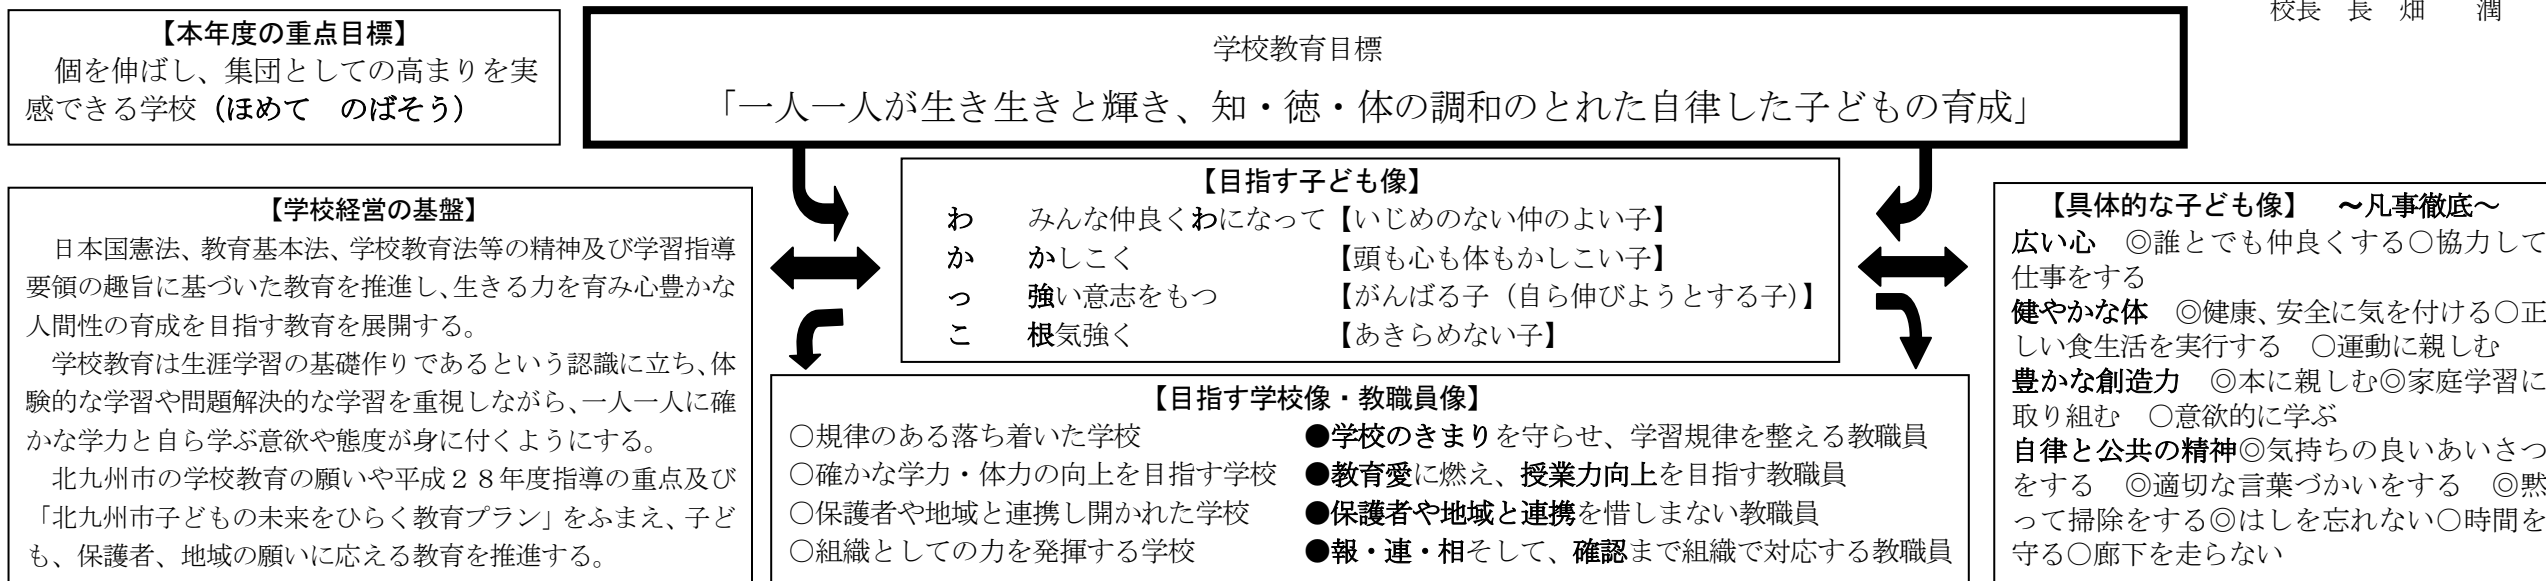 校長　長　畑　　潤
【本年度の重点目標】
個を伸ばし、集団としての高まりを実
感できる学校（ほめて　のばそう）
学校教育目標
「一人一人が生き生きと輝き、知・徳・体の調和のとれた自律した子どもの育成」
【学校経営の基盤】
日本国憲法、教育基本法、学校教育法等の精神及び学習指導
要領の趣旨に基づいた教育を推進し、生きる力を育み心豊かな
人間性の育成を目指す教育を展開する。
学校教育は生涯学習の基礎作りであるという認識に立ち、体
験的な学習や問題解決的な学習を重視しながら、一人一人に確
かな学力と自ら学ぶ意欲や態度が身に付くようにする。
北九州市の学校教育の願いや平成２８年度指導の重点及び
「北九州市子どもの未来をひらく教育プラン」をふまえ、子ど
も、保護者、地域の願いに応える教育を推進する。
【目指す子ども像】
わ　みんな仲良くわになって【いじめのない仲のよい子】
か　かしこく　【頭も心も体もかしこい子】
っ　強い意志をもつ　【がんばる子（自ら伸びようとする子）】
こ　根気強く　【あきらめない子】
【目指す学校像・教職員像】
○規律のある落ち着いた学校　●学校のきまりを守らせ、学習規律を整える教職員
○確かな学力・体力の向上を目指す学校　●教育愛に燃え、授業力向上を目指す教職員
○保護者や地域と連携し開かれた学校　●保護者や地域と連携を惜しまない教職員
○組織としての力を発揮する学校　●報・連・相そして、確認まで組織で対応する教職員
【具体的な子ども像】　～凡事徹底～
広い心　◎誰とでも仲良くする○協力して
仕事をする
健やかな体　◎健康、安全に気を付ける○正
しい食生活を実行する　○運動に親しむ
豊かな創造力　◎本に親しむ◎家庭学習に
取り組む　○意欲的に学ぶ
自律と公共の精神◎気持ちの良いあいさつ
をする　◎適切な言葉づかいをする　◎黙
って掃除をする◎はしを忘れない○時間を
守る○廊下を走らない